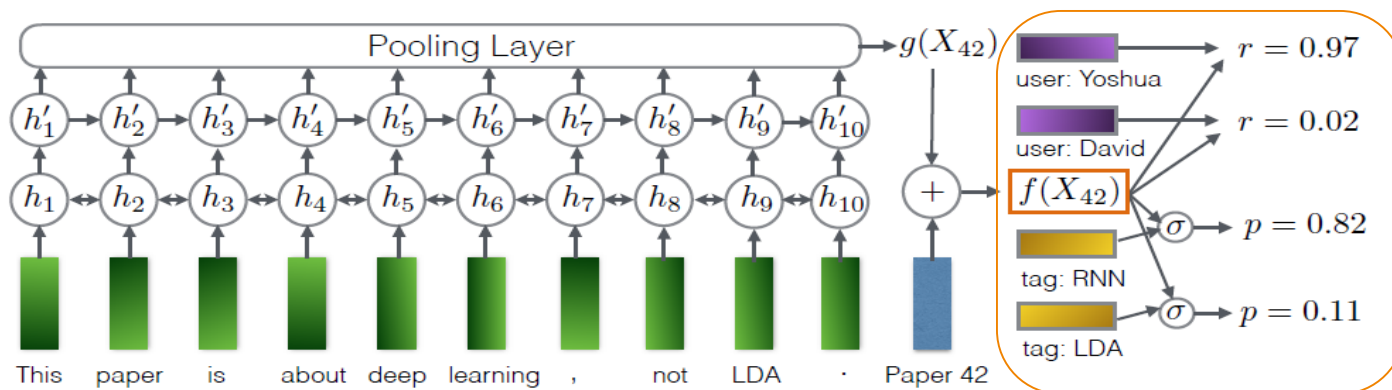 Pooling Layer
g(X₄₂)
h′₁ h′₂ h′₃ h′₄ h′₅ h′₆ h′₇ h′₈ h′₉ h′₁₀
h₁ h₂ h₃ h₄ h₅ h₆ h₇ h₈ h₉ h₁₀
This paper is about deep learning , not LDA .
+
Paper 42
user: Yoshua
r = 0.97
user: David
r = 0.02
f(X₄₂)
σ
p = 0.82
tag: RNN
σ
p = 0.11
tag: LDA